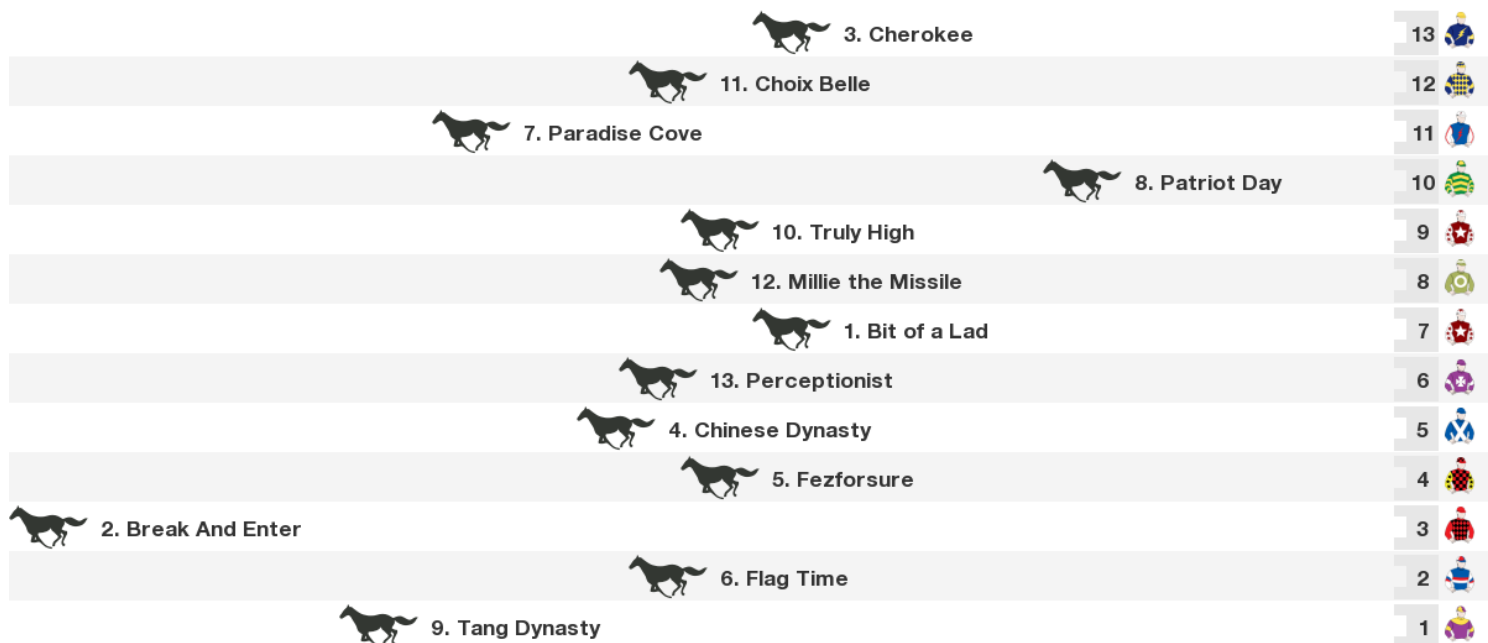 3. Cherokee 13
11. Choix Belle 12
7. Paradise Cove 11
8. Patriot Day 10
10. Truly High 9
12. Millie the Missile 8
1. Bit of a Lad 7
13. Perceptionist 6
4. Chinese Dynasty 5
5. Fezforsure 4
2. Break And Enter 3
6. Flag Time 2
9. Tang Dynasty 1